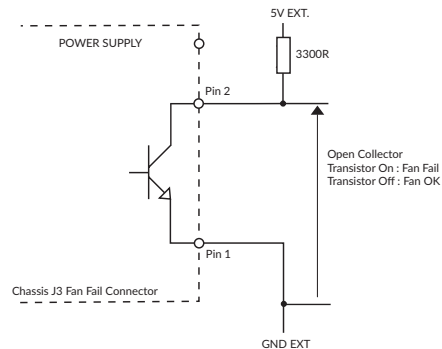 5V EXT.
POWER SUPPLY
3300R
Pin 2
Open Collector
Transistor On : Fan Fail
Transistor Off : Fan OK
Pin 1
Chassis J3 Fan Fail Connector
GND EXT